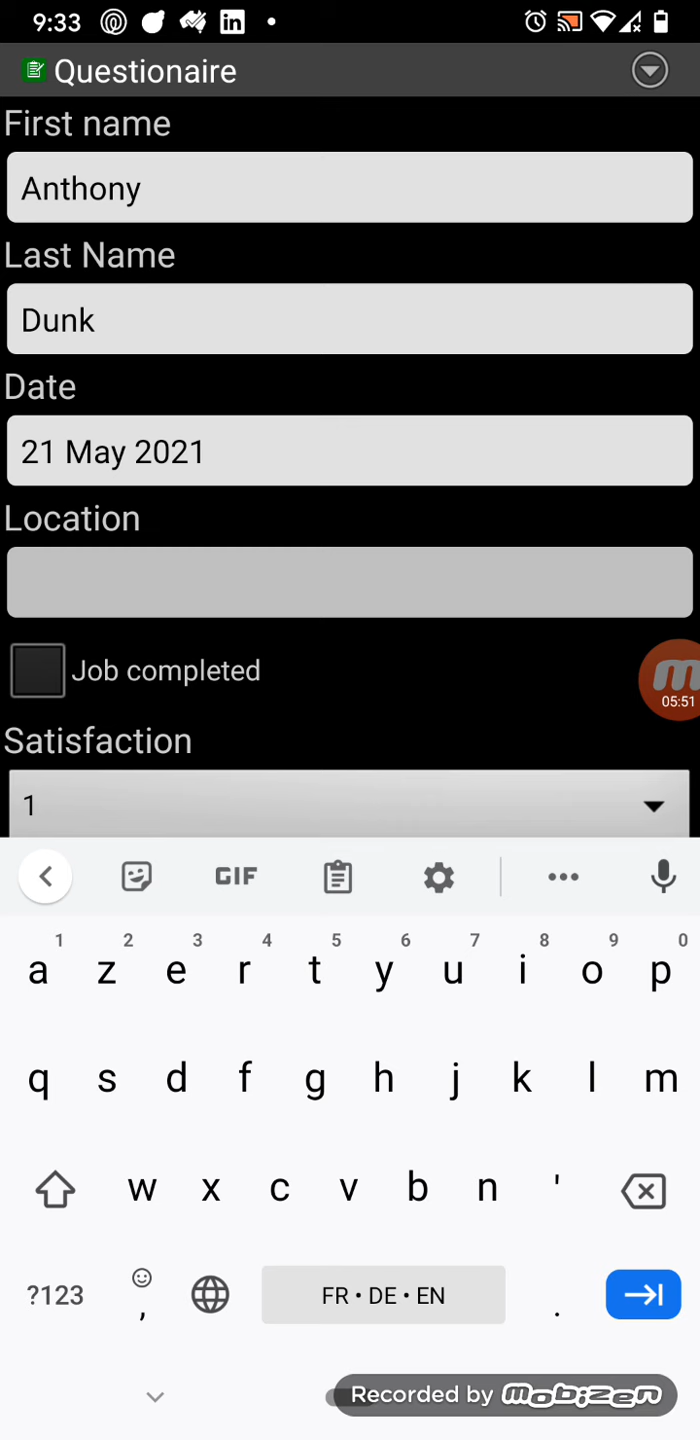 9:33
Questionaire
First name
Anthony
Last Name
Dunk
Date
21 May 2021
Location
Job completed
05:51
Satisfaction
1
GIF
1 2 3 4 5 6 7 8 9 0
a z e r t y u i o p
q s d f g h j k l m
w x c v b n '
?123 , FR • DE • EN .
Recorded by mobizen